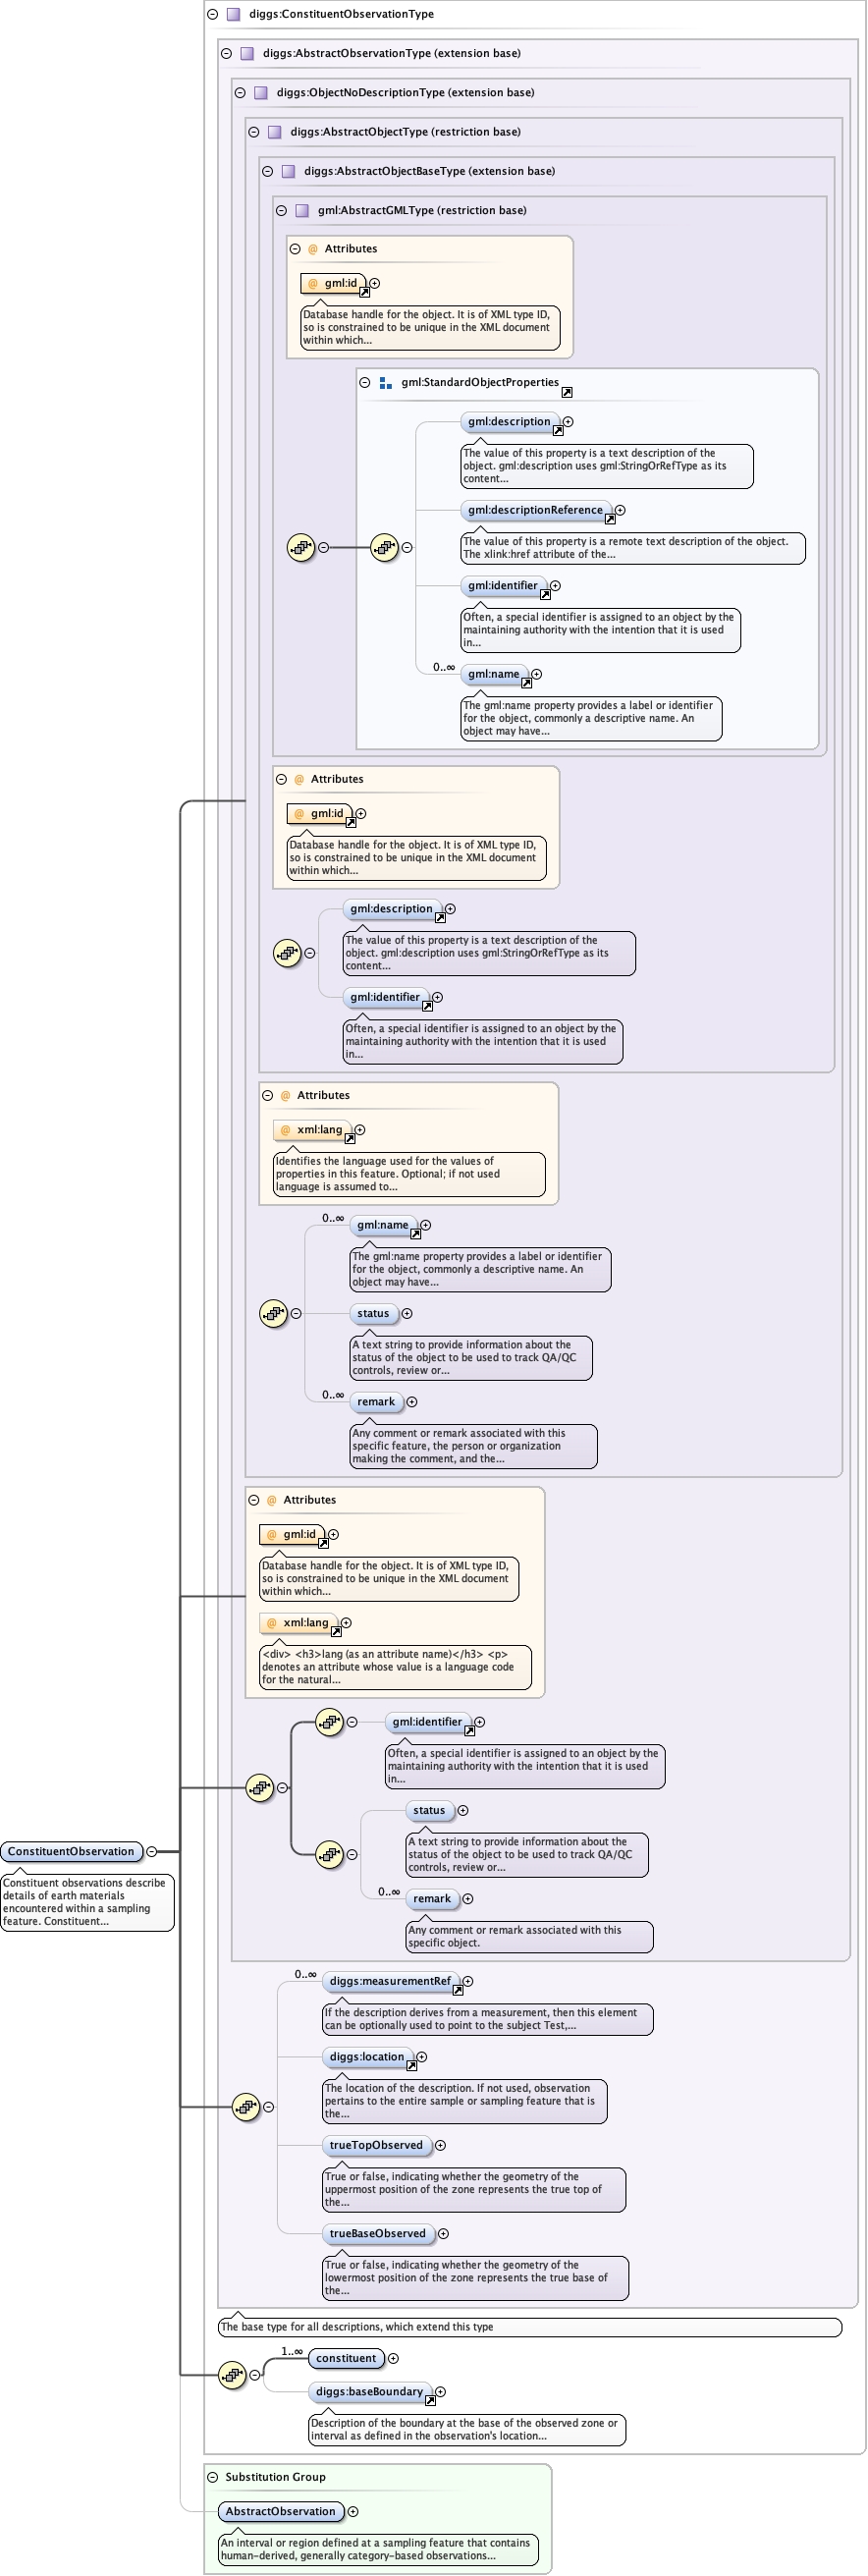 diggs:ConstituentObservationType
diggs:AbstractObservationType (extension base)
diggs:ObjectNoDescriptionType (extension base)
diggs:AbstractObjectType (restriction base)
diggs:AbstractObjectBaseType (extension base)
gml:AbstractGMLType (restriction base)
@ Attributes
@ gml:id
Database handle for the object. It is of XML type ID,
so is constrained to be unique in the XML document
within which...
gml:StandardObjectProperties
gml:description
The value of this property is a text description of the
object. gml:description uses gml:StringOrRefType as its
content...
gml:descriptionReference
The value of this property is a remote text description of the object.
The xlink:href attribute of the...
gml:identifier
Often, a special identifier is assigned to an object by the
maintaining authority with the intention that it is used
in...
0..∞
gml:name
The gml:name property provides a label or identifier
for the object, commonly a descriptive name. An
object may have...
@ Attributes
@ gml:id
Database handle for the object. It is of XML type ID,
so is constrained to be unique in the XML document
within which...
gml:description
The value of this property is a text description of the
object. gml:description uses gml:StringOrRefType as its
content...
gml:identifier
Often, a special identifier is assigned to an object by the
maintaining authority with the intention that it is used
in...
@ Attributes
@ xml:lang
Identifies the language used for the values of
properties in this feature. Optional; if not used
language is assumed to...
0..∞
gml:name
The gml:name property provides a label or identifier
for the object, commonly a descriptive name. An
object may have...
status
A text string to provide information about the
status of the object to be used to track QA/QC
controls, review or...
0..∞
remark
Any comment or remark associated with this
specific feature, the person or organization
making the comment, and the...
@ Attributes
@ gml:id
Database handle for the object. It is of XML type ID,
so is constrained to be unique in the XML document
within which...
@ xml:lang
<div> <h3>lang (as an attribute name)</h3> <p>
denotes an attribute whose value is a language code
for the natural...
gml:identifier
Often, a special identifier is assigned to an object by the
maintaining authority with the intention that it is used
in...
status
A text string to provide information about the
status of the object to be used to track QA/QC
controls, review or...
0..∞
remark
Any comment or remark associated with this
specific object.
ConstituentObservation
Constituent observations describe
details of earth materials
encountered within a sampling
feature. Constituent...
0..∞
diggs:measurementRef
If the description derives from a measurement, then this element
can be optionally used to point to the subject Test,...
diggs:location
The location of the description. If not used, observation
pertains to the entire sample or sampling feature that is
the...
trueTopObserved
True or false, indicating whether the geometry of the
uppermost position of the zone represents the true top of
the...
trueBaseObserved
True or false, indicating whether the geometry of the
lowermost position of the zone represents the true base of
the...
The base type for all descriptions, which extend this type
1..∞
constituent
diggs:baseBoundary
Description of the boundary at the base of the observed zone or
interval as defined in the observation's location...
Substitution Group
AbstractObservation
An interval or region defined at a sampling feature that contains
human-derived, generally category-based observations...